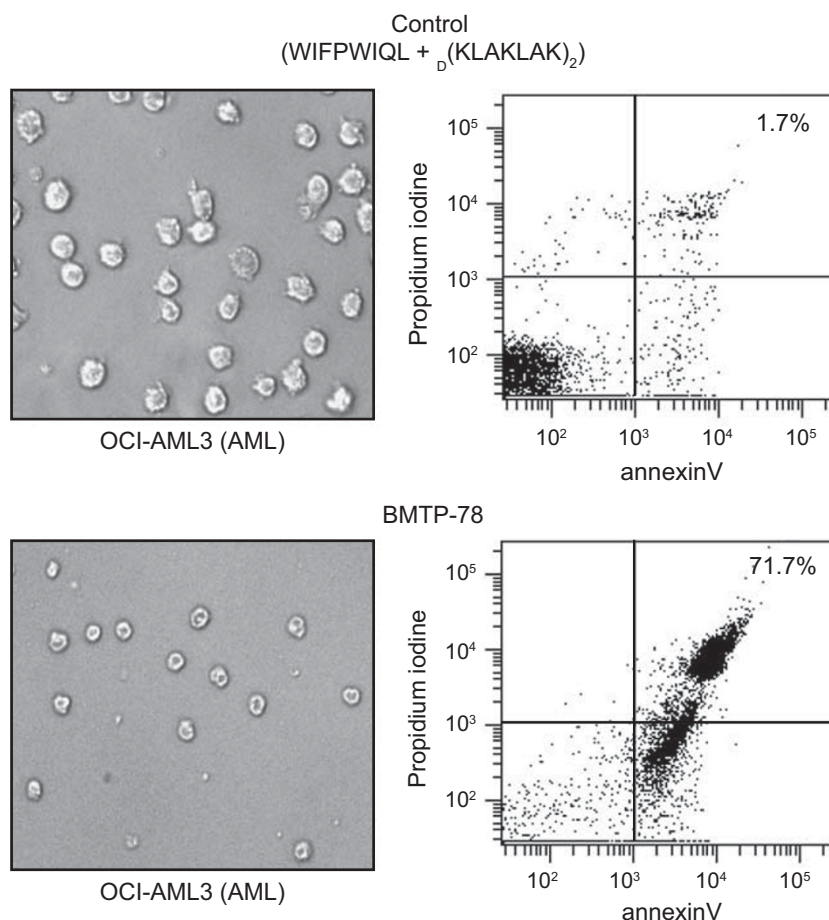 Control
(WIFPWIQL + D(KLAKLAK)2)
1.7%
10⁵
10⁴
10³
10²
Propidium iodine
10² 10³ 10⁴ 10⁵
annexinV
OCI-AML3 (AML)
BMTP-78
71.7%
10⁵
10⁴
10³
10²
Propidium iodine
10² 10³ 10⁴ 10⁵
annexinV
OCI-AML3 (AML)